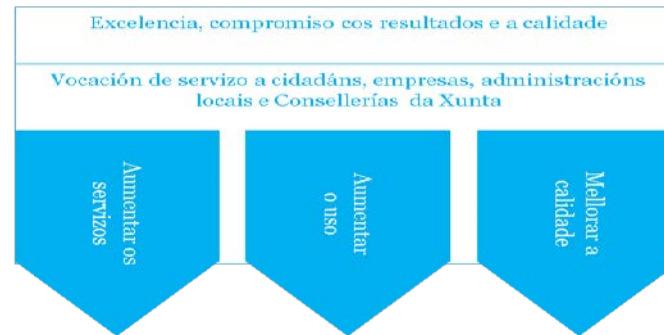 Excelencia, compromiso cos resultados e a calidade
Vocación de servizo a cidadáns, empresas, administracións
locais e Consellerías da Xunta
Aumentar os
servizos
Aumentar
o uso
Mellorar a
calidade